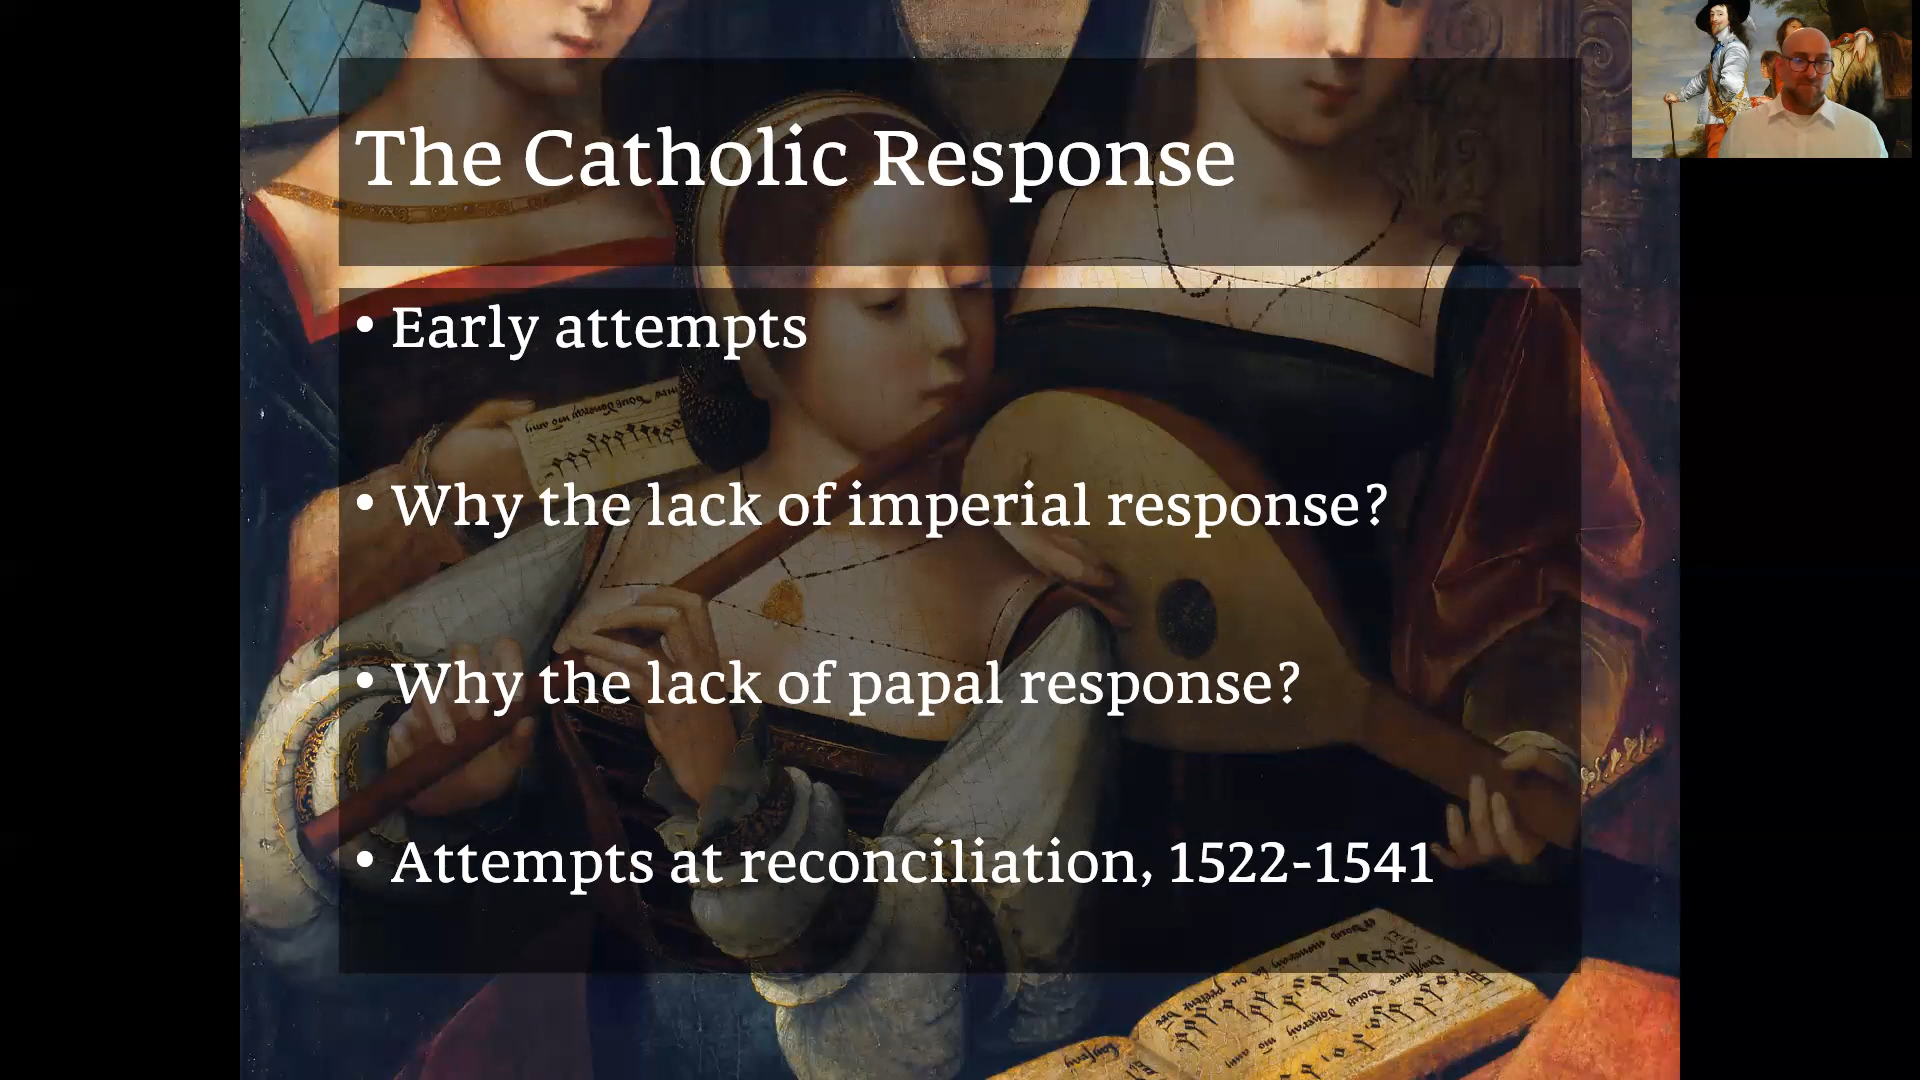 The Catholic Response
• Early attempts
• Why the lack of imperial response?
• Why the lack of papal response?
• Attempts at reconciliation, 1522-1541